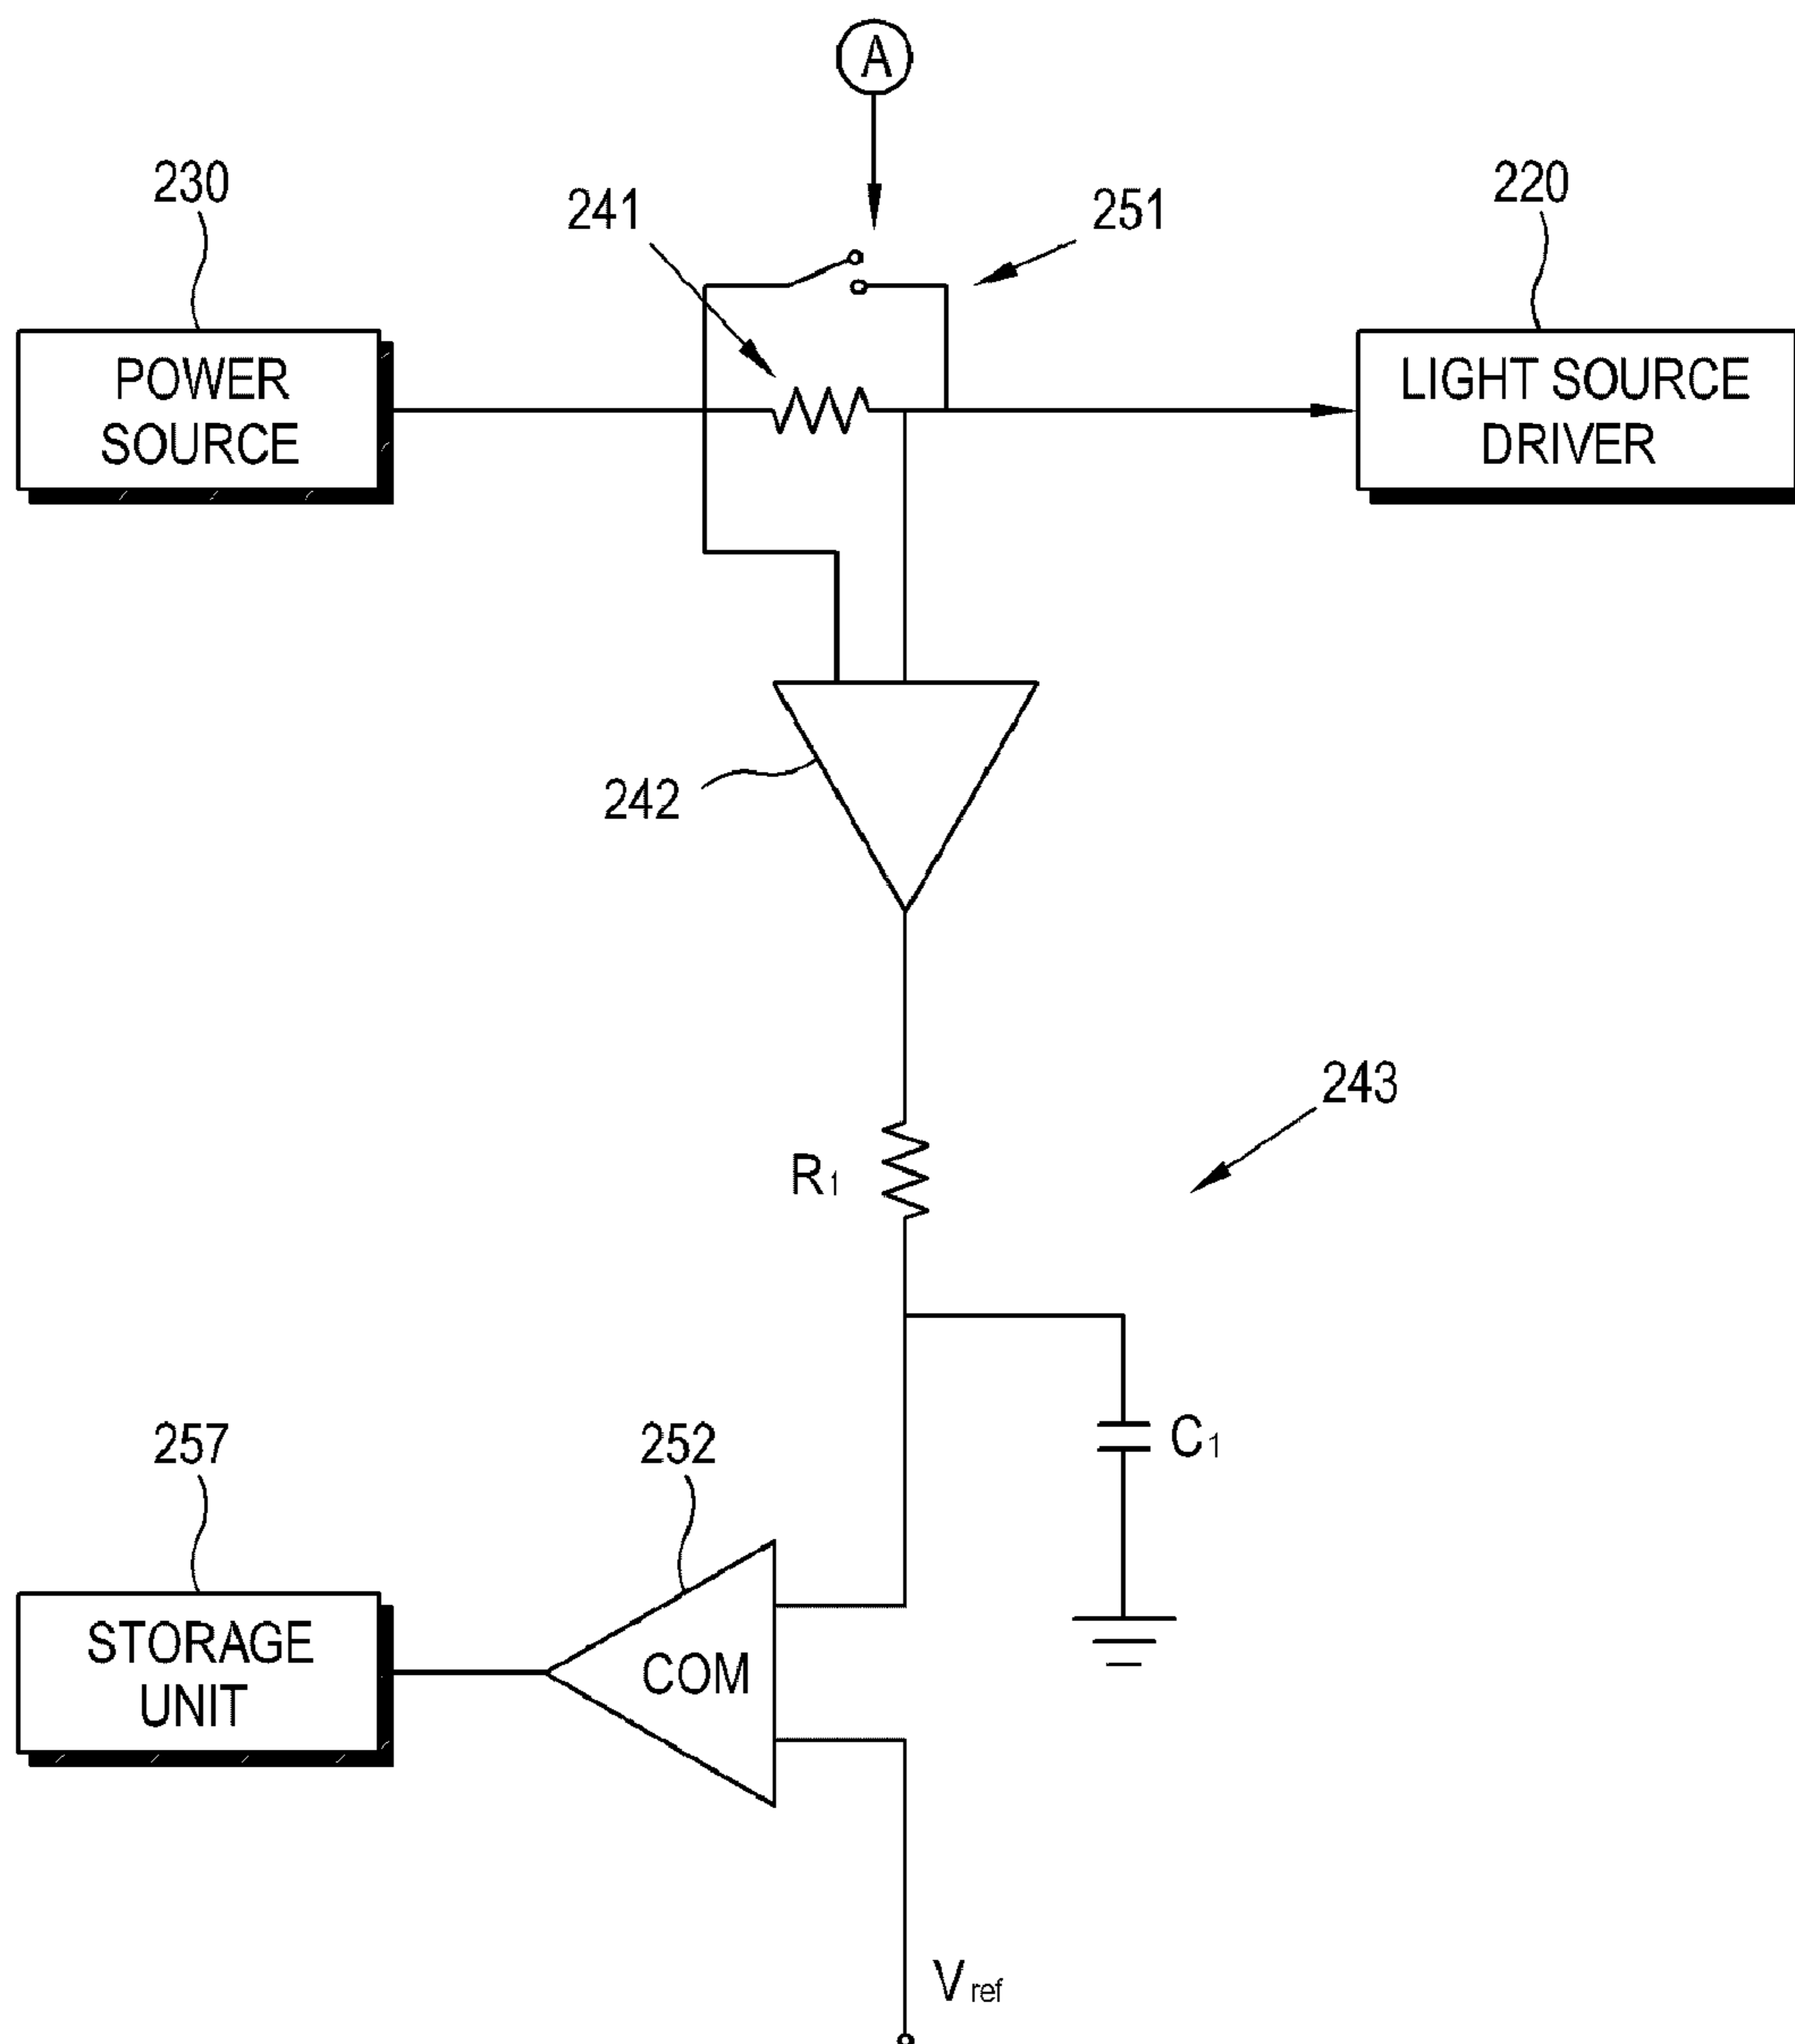 A
230
241
251
220
POWER
SOURCE
LIGHT SOURCE
DRIVER
242
243
R1
C1
257
252
STORAGE
UNIT
COM
Vref